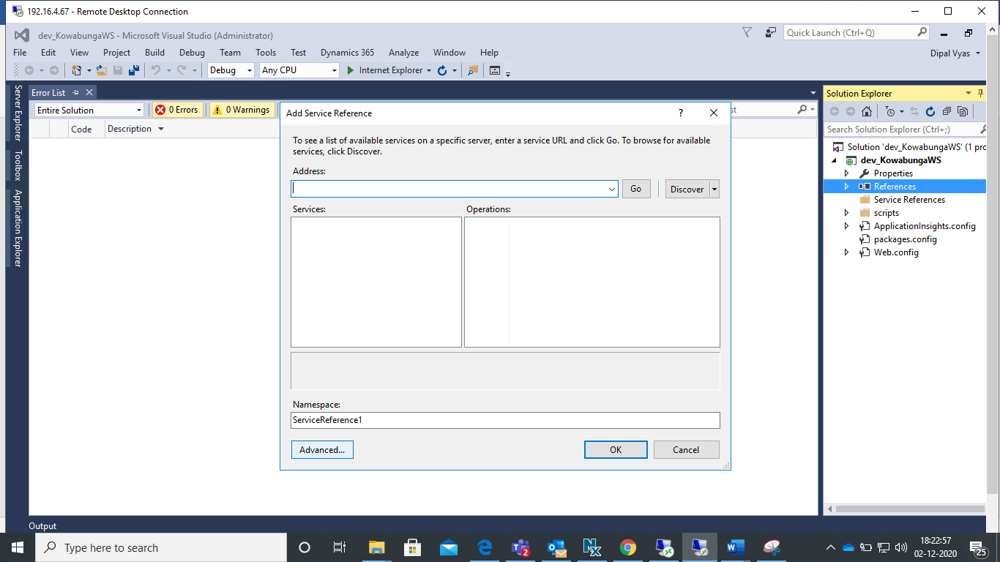 192.16.4.67 - Remote Desktop Connection
dev_KowabungaWS - Microsoft Visual Studio (Administrator)
Quick Launch (Ctrl+Q)
File Edit View Project Build Debug Team Tools Test Dynamics 365 Analyze Window Help
Dipal Vyas
Debug Any CPU Internet Explorer
Server Explorer
Toolbox
Application Explorer
Error List
Entire Solution 0 Errors 0 Warnings
Code Description
Add Service Reference ?
To see a list of available services on a specific server, enter a service URL and click Go. To browse for available
services, click Discover.
Address:
Go Discover
Services: Operations:
Namespace:
ServiceReference1
Advanced... OK Cancel
Solution Explorer
Search Solution Explorer (Ctrl+;)
Solution 'dev_KowabungaWS' (1 pro
dev_KowabungaWS
Properties
References
Service References
scripts
ApplicationInsights.config
packages.config
Web.config
Output
Type here to search
2
18:22:57
02-12-2020
25